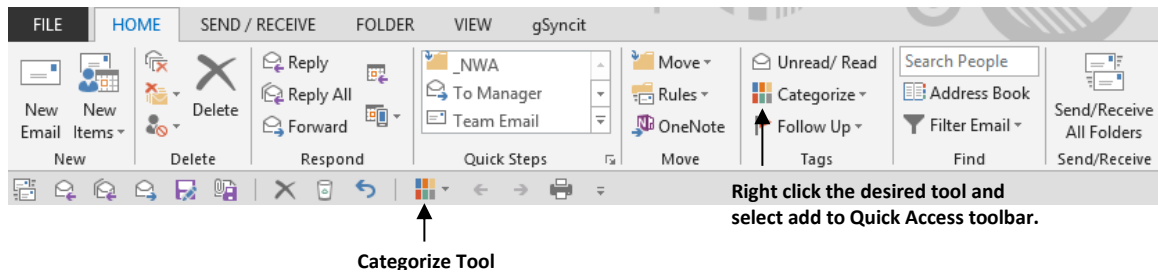 FILE HOME SEND / RECEIVE FOLDER VIEW gSyncit
Reply _NWA Move Unread/ Read Search People
Reply All To Manager Rules Categorize Address Book
New Email New Items Delete Forward Team Email OneNote Follow Up Filter Email Send/Receive All Folders
New Delete Respond Quick Steps Move Tags Find Send/Receive
Right click the desired tool and
select add to Quick Access toolbar.
Categorize Tool